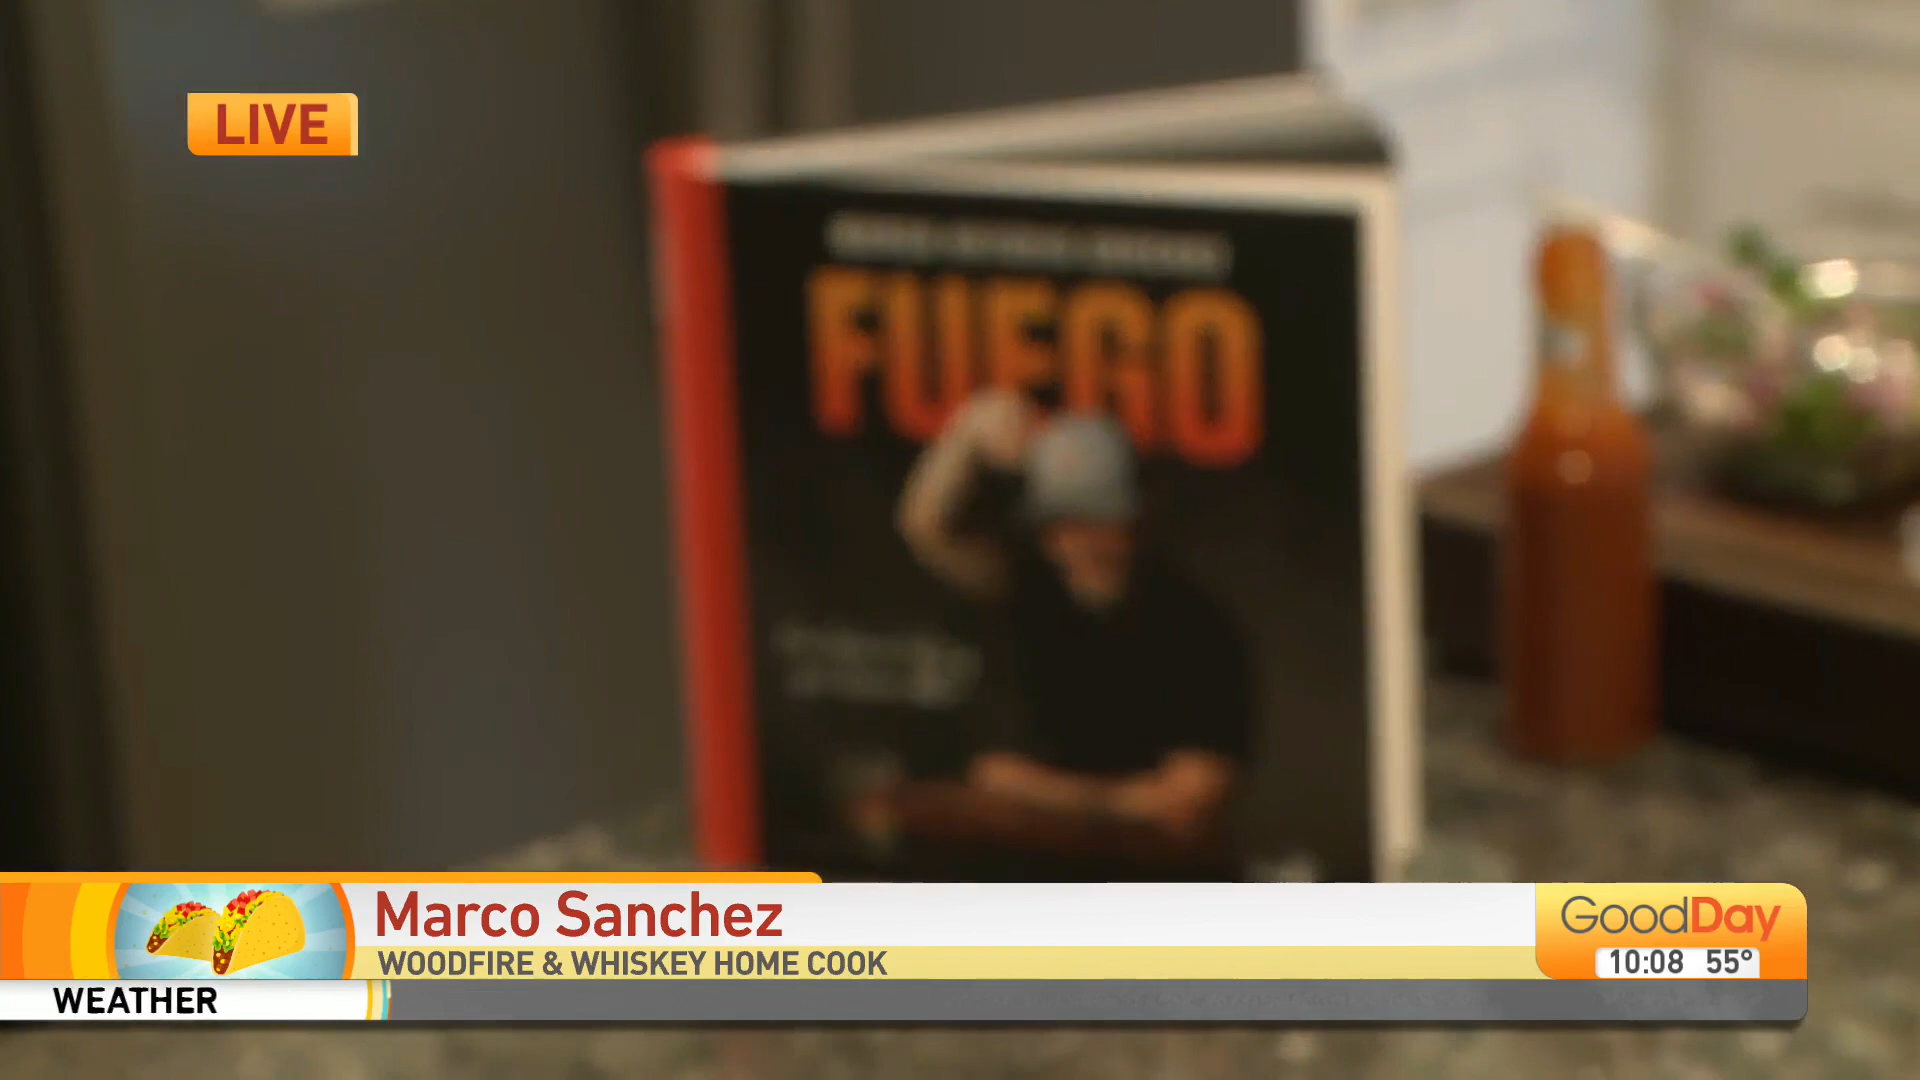 LIVE
FUEGO
Marco Sanchez
WOODFIRE & WHISKEY HOME COOK
GoodDay
10:08 55°
WEATHER